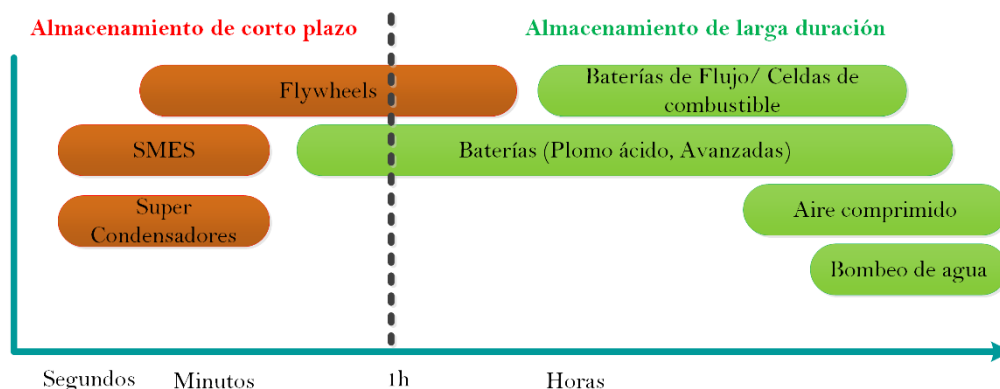 Almacenamiento de corto plazo
Almacenamiento de larga duración
Flywheels
Baterías de Flujo/ Celdas de
combustible
SMES
Baterías (Plomo ácido, Avanzadas)
Super
Condensadores
Aire comprimido
Bombeo de agua
Segundos
Minutos
1h
Horas